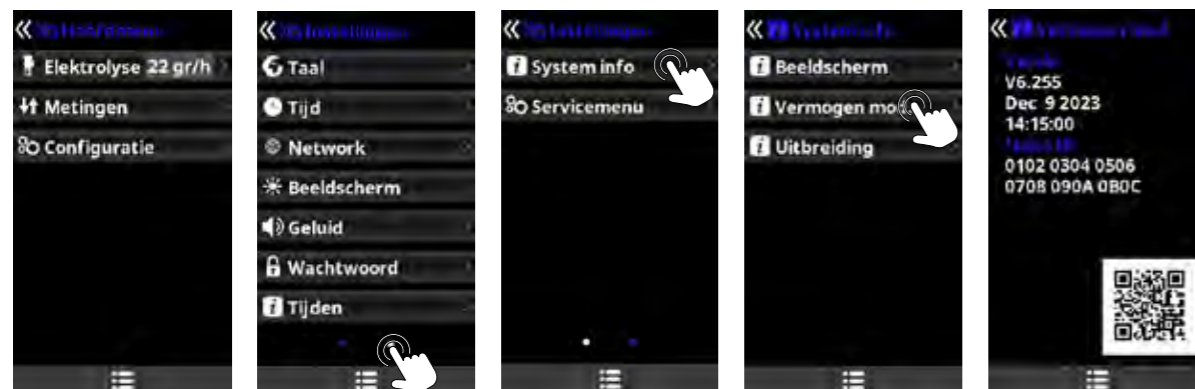 Elektrolyse 22 gr/h
Metingen
Configuratie
Taal
Tijd
Network
Beeldscherm
Geluid
Wachtwoord
Tijden
System info
Servicemenu
Beeldscherm
Vermogen
Uitbreiding
V6.255
Dec 9 2023
14:15:00
0102 0304 0506
0708 090A 0B0C